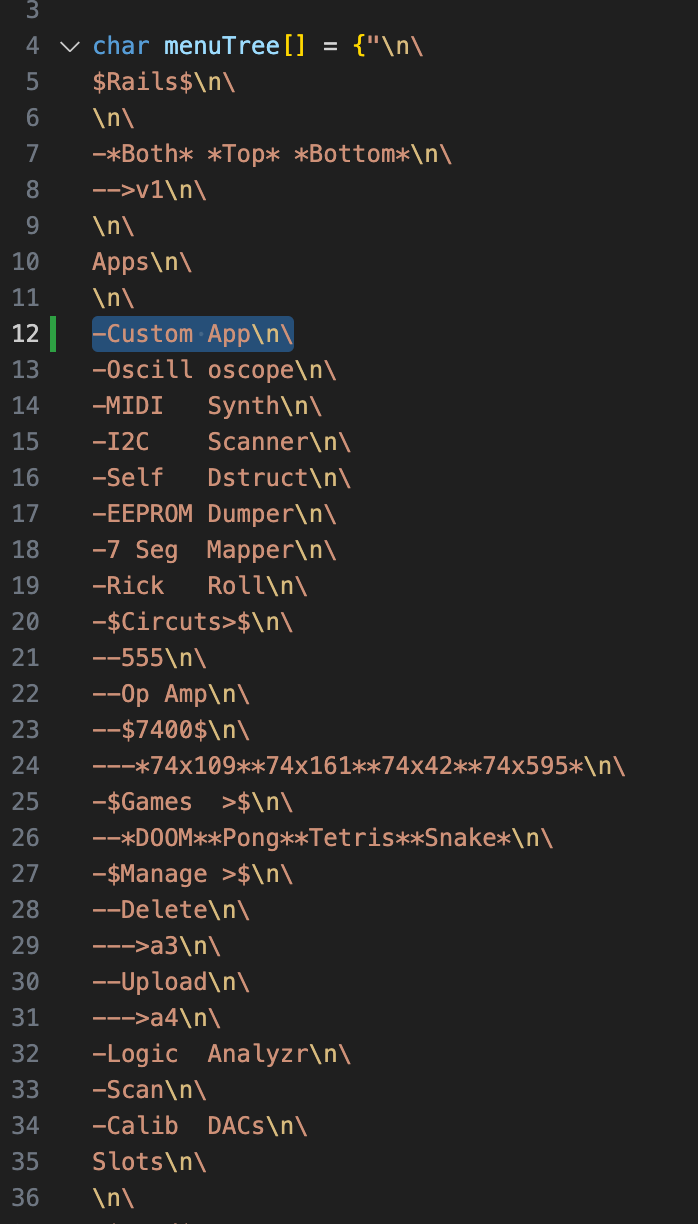 3
4 char menuTree[] = {"\n\
5 $Rails$\n\
6 \n\
7 -*Both* *Top* *Bottom*\n\
8 -->v1\n\
9 \n\
10 Apps\n\
11 \n\
12 -Custom App\n\
13 -Oscill oscope\n\
14 -MIDI   Synth\n\
15 -I2C    Scanner\n\
16 -Self   Dstruct\n\
17 -EEPROM Dumper\n\
18 -7 Seg  Mapper\n\
19 -Rick   Roll\n\
20 -$Circuts>$\n\
21 --555\n\
22 --Op Amp\n\
23 --$7400$\n\
24 ---*74x109**74x161**74x42**74x595*\n\
25 -$Games  >$\n\
26 --*DOOM**Pong**Tetris**Snake*\n\
27 -$Manage >$\n\
28 --Delete\n\
29 --->a3\n\
30 --Upload\n\
31 --->a4\n\
32 -Logic  Analyzr\n\
33 -Scan\n\
34 -Calib  DACs\n\
35 Slots\n\
36 \n\